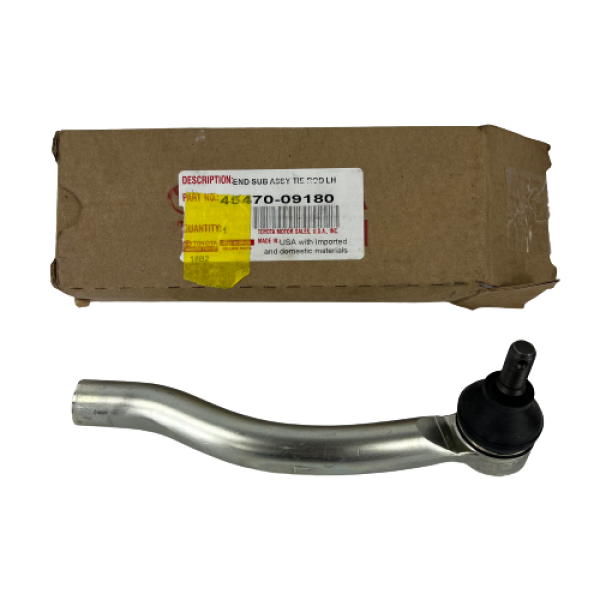 DESCRIPTION: END SUB ASSY TIE ROD LH
PART NO.: 45470-09180
QUANTITY: 1
TOYOTA MOTOR SALES, U.S.A., INC.
TOYOTA
MADE IN USA with imported
and domestic materials
1682